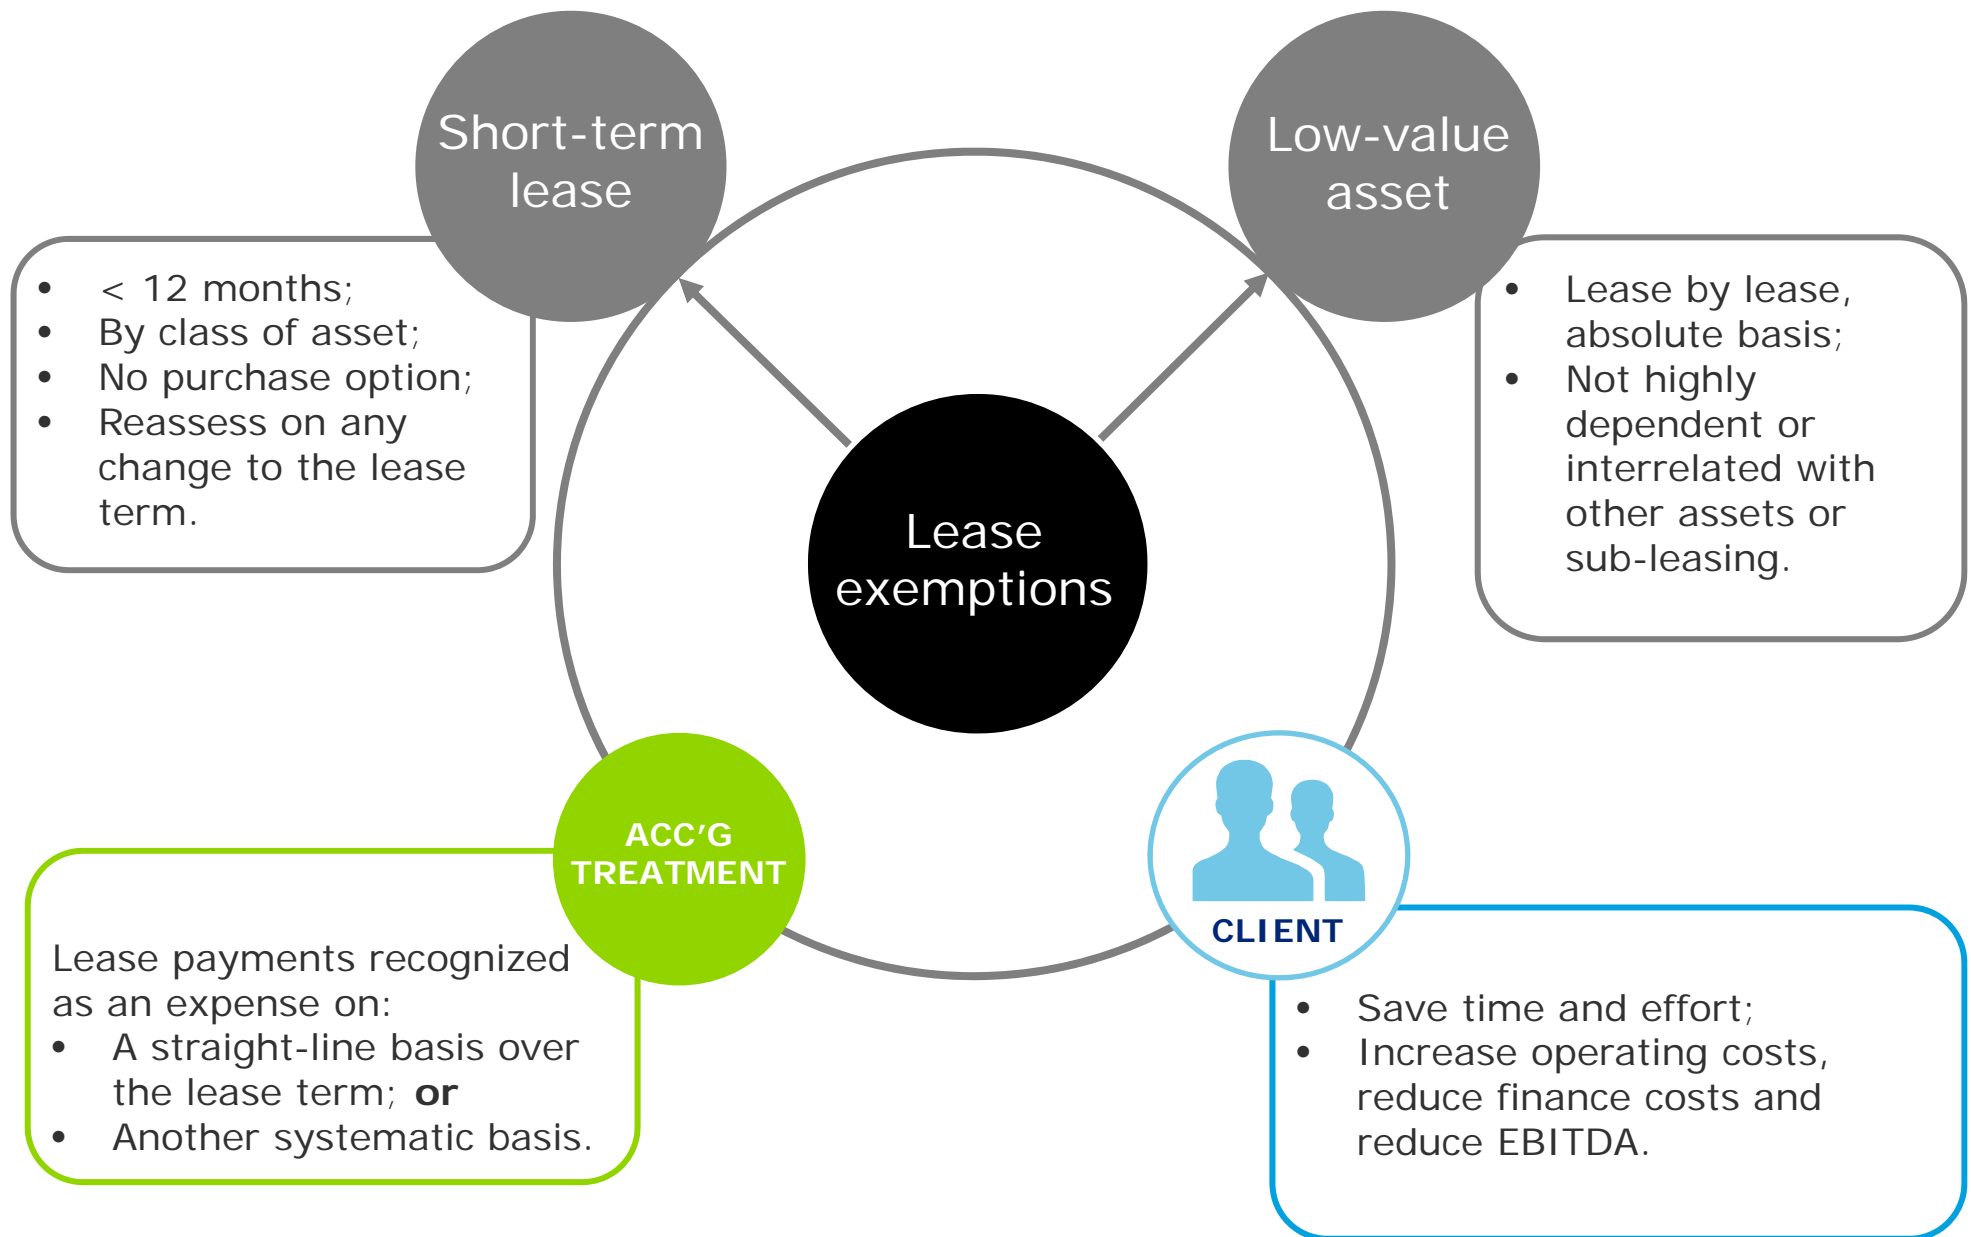 Short-term
lease
Low-value
asset
• < 12 months;
• By class of asset;
• No purchase option;
• Reassess on any
change to the lease
term.
• Lease by lease,
absolute basis;
• Not highly
dependent or
interrelated with
other assets or
sub-leasing.
Lease
exemptions
ACC’G
TREATMENT
Lease payments recognized
as an expense on:
• A straight-line basis over
the lease term; or
• Another systematic basis.
CLIENT
• Save time and effort;
• Increase operating costs,
reduce finance costs and
reduce EBITDA.